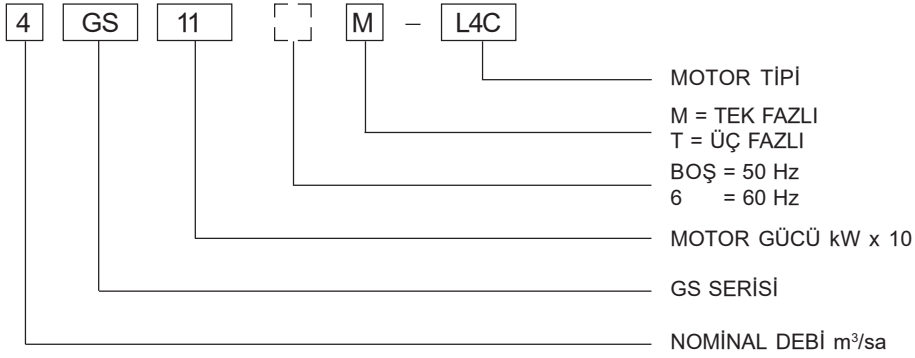 4 GS 11 M – L4C
MOTOR TİPİ
M = TEK FAZLI
T = ÜÇ FAZLI
BOŞ = 50 Hz
6 = 60 Hz
MOTOR GÜCÜ kW x 10
GS SERİSİ
NOMİNAL DEBİ m³/sa